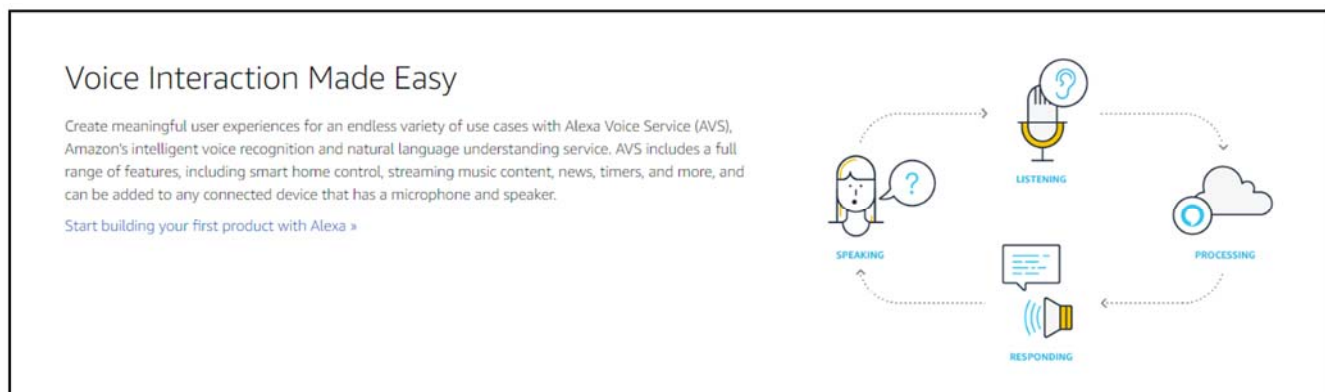 Voice Interaction Made Easy
Create meaningful user experiences for an endless variety of use cases with Alexa Voice Service (AVS),
Amazon's intelligent voice recognition and natural language understanding service. AVS includes a full
range of features, including smart home control, streaming music content, news, timers, and more, and
can be added to any connected device that has a microphone and speaker.
Start building your first product with Alexa »
LISTENING
?
SPEAKING
PROCESSING
RESPONDING